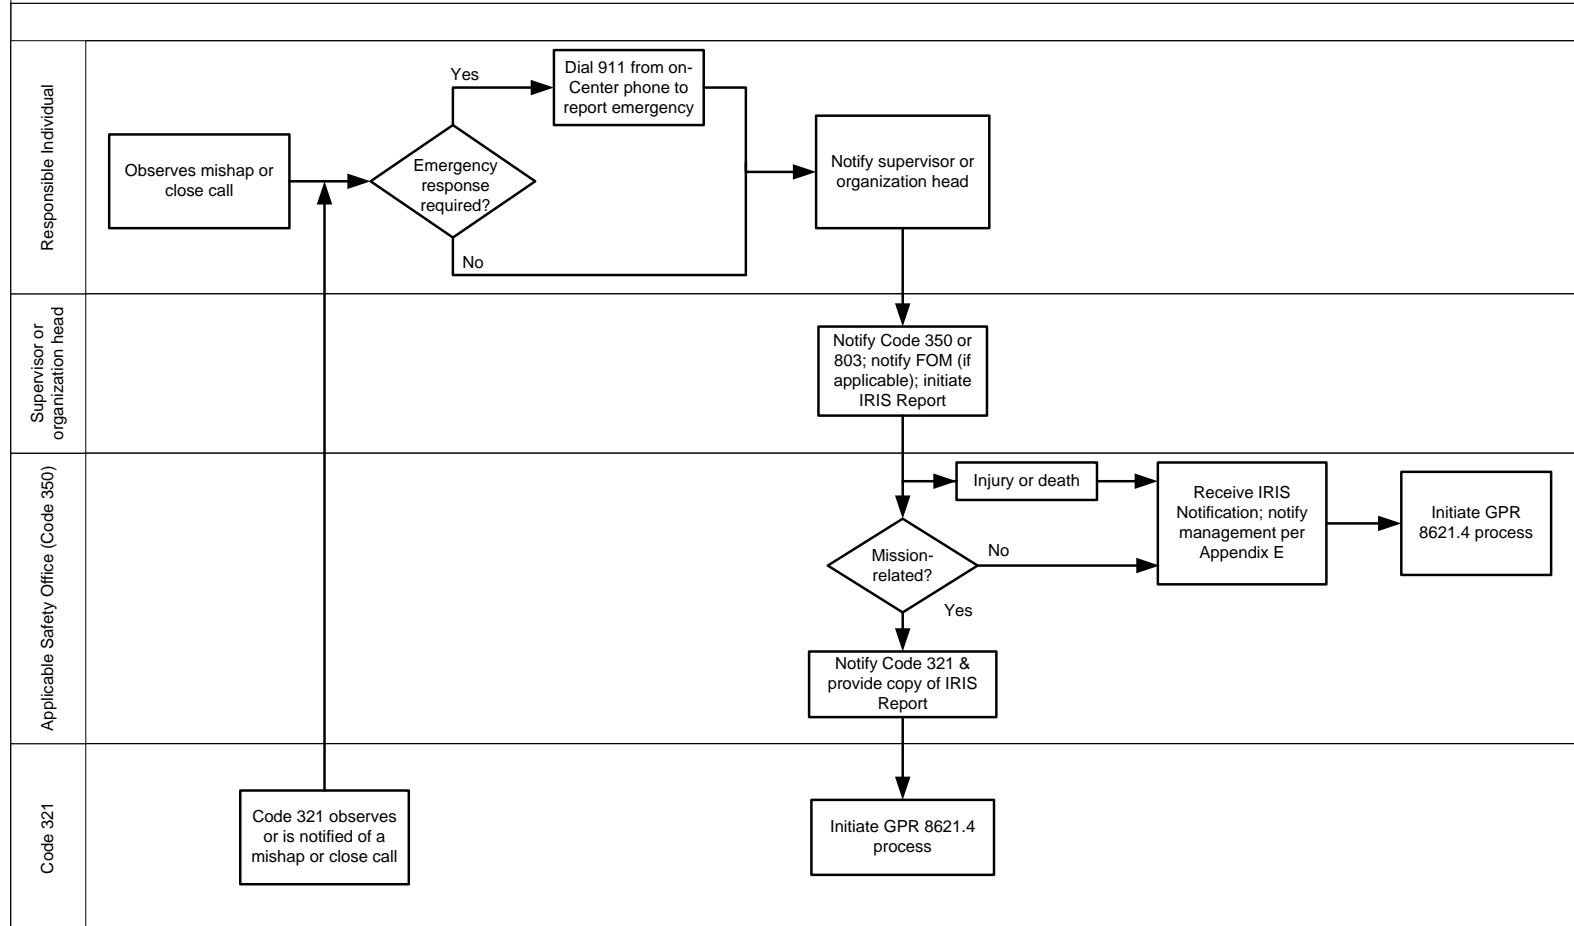 Responsible Individual
Observes mishap or
close call
Emergency
response
required?
Yes
No
Dial 911 from on-
Center phone to
report emergency
Notify supervisor or
organization head
Supervisor or
organization head
Notify Code 350 or
803; notify FOM (if
applicable); initiate
IRIS Report
Applicable Safety Office (Code 350)
Injury or death
Mission-
related?
No
Yes
Receive IRIS
Notification; notify
management per
Appendix E
Initiate GPR
8621.4 process
Notify Code 321 &
provide copy of IRIS
Report
Code 321
Code 321 observes
or is notified of a
mishap or close call
Initiate GPR 8621.4
process